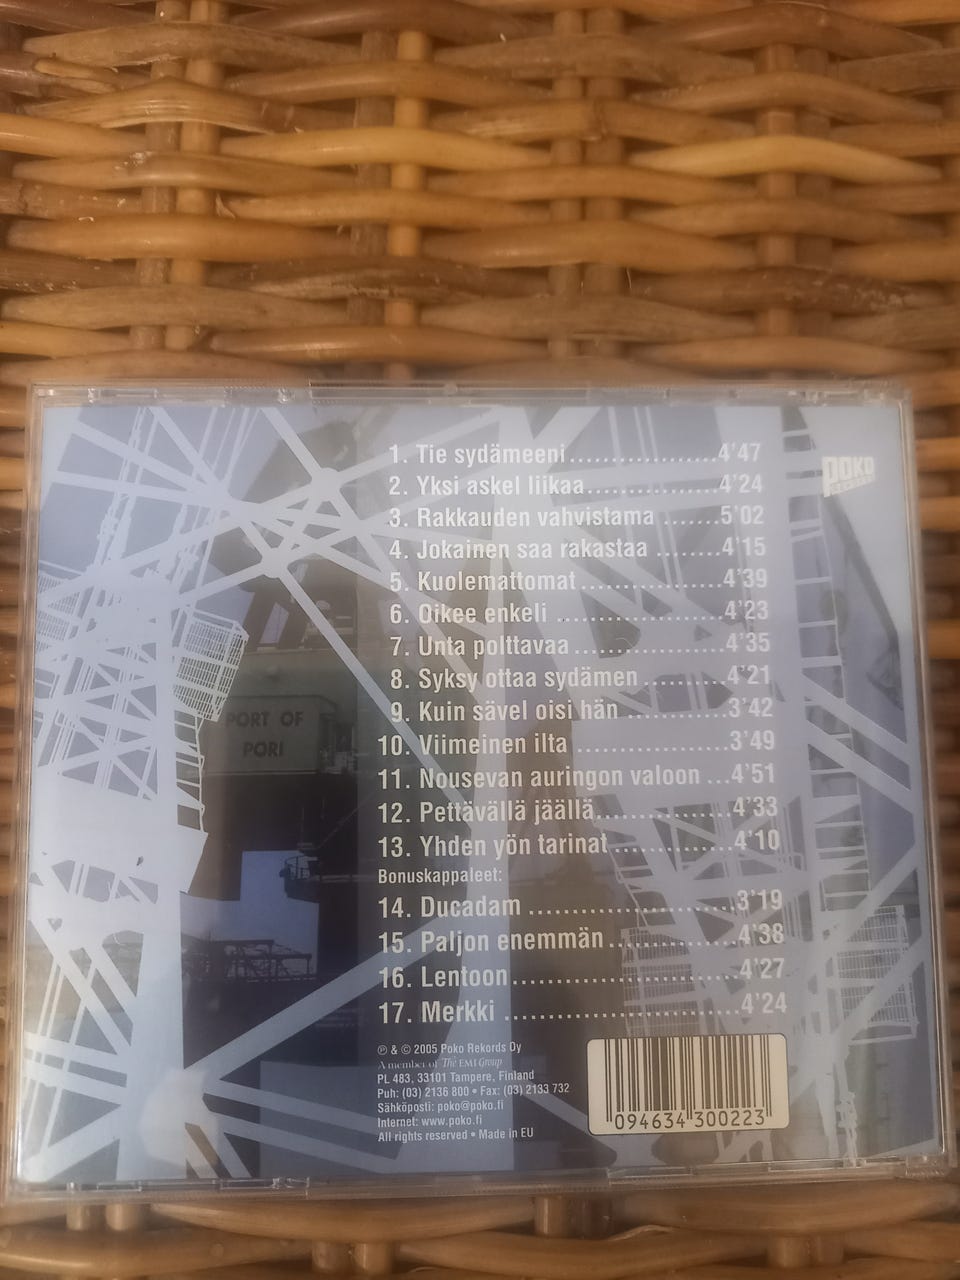 1. Tie sydämeeni..................4'47
2. Yksi askel liikaa.................4'24
3. Rakkauden vahvistama .......5'02
4. Jokainen saa rakastaa ........4'15
5. Kuolemattomat..................4'39
6. Oikee enkeli .....................4'23
7. Unta polttavaa...................4'35
8. Syksy ottaa sydämen ..........4'21
9. Kuin sävel oisi hän ............3'42
10. Viimeinen ilta ..................3'49
11. Nousevan auringon valoon ...4'51
12. Pettävällä jäällä.................4'33
13. Yhden yön tarinat...............4'10
Bonuskappaleet:
14. Ducadam .........................3'19
15. Paljon enemmän...............4'38
16. Lentoon...........................4'27
17. Merkki ............................4'24
POKO
PORT OF
PORI
℗ & © 2005 Poko Rekords Oy
A member of The EMI Group
PL 483, 33101 Tampere, Finland
Puh: (03) 2136 800 • Fax: (03) 2133 732
Sähköposti: poko@poko.fi
Internet: www.poko.fi
All rights reserved • Made in EU
094634 300223